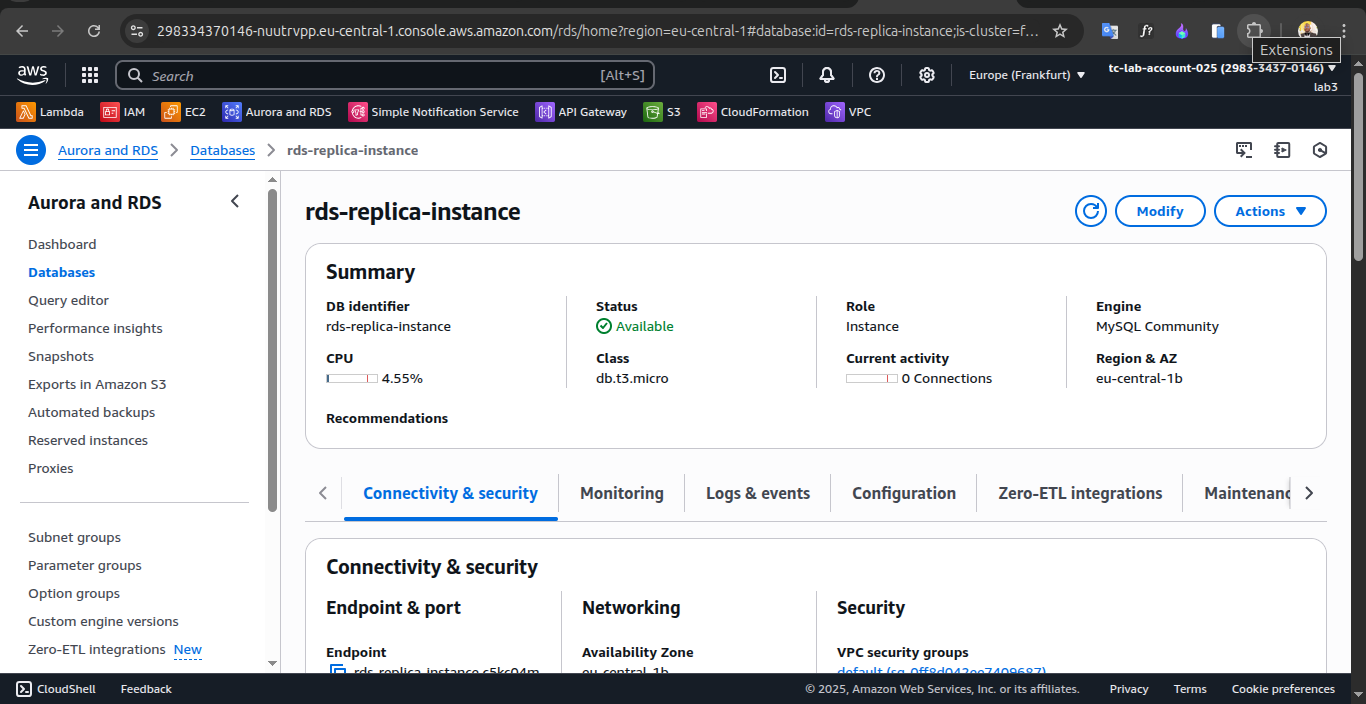 298334370146-nuutrvpp.eu-central-1.console.aws.amazon.com/rds/home?region=eu-central-1#database:id=rds-replica-instance;is-cluster=f...
f?
Extensions
aws
Search [Alt+S]
Europe (Frankfurt)
tc-lab-account-025 (2983-3437-0146)
lab3
Lambda IAM EC2 Aurora and RDS Simple Notification Service API Gateway S3 CloudFormation VPC
Aurora and RDS > Databases > rds-replica-instance
Aurora and RDS
Dashboard
Databases
Query editor
Performance insights
Snapshots
Exports in Amazon S3
Automated backups
Reserved instances
Proxies
Subnet groups
Parameter groups
Option groups
Custom engine versions
Zero-ETL integrations New
rds-replica-instance
Modify
Actions
Summary
DB identifier
rds-replica-instance
Status
Available
Role
Instance
Engine
MySQL Community
CPU
4.55%
Class
db.t3.micro
Current activity
0 Connections
Region & AZ
eu-central-1b
Recommendations
Connectivity & security Monitoring Logs & events Configuration Zero-ETL integrations Maintenanc
Connectivity & security
Endpoint & port
Endpoint
rds-replica-instance.c5kc04m
Networking
Availability Zone
eu-central-1b
Security
VPC security groups
default (sg-0ff8d042ee7409687)
CloudShell Feedback
© 2025, Amazon Web Services, Inc. or its affiliates. Privacy Terms Cookie preferences